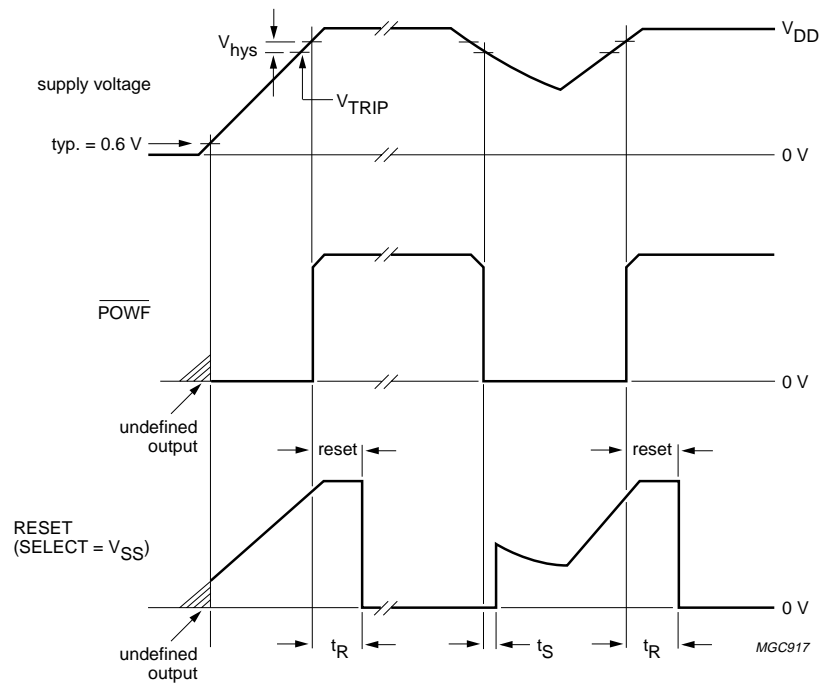 V_DD
V_hys
supply voltage
V_TRIP
typ. = 0.6 V
0 V
POWF
0 V
undefined
output
reset
reset
RESET
(SELECT = V_SS)
0 V
undefined
output
t_R
t_S
t_R
MGC917